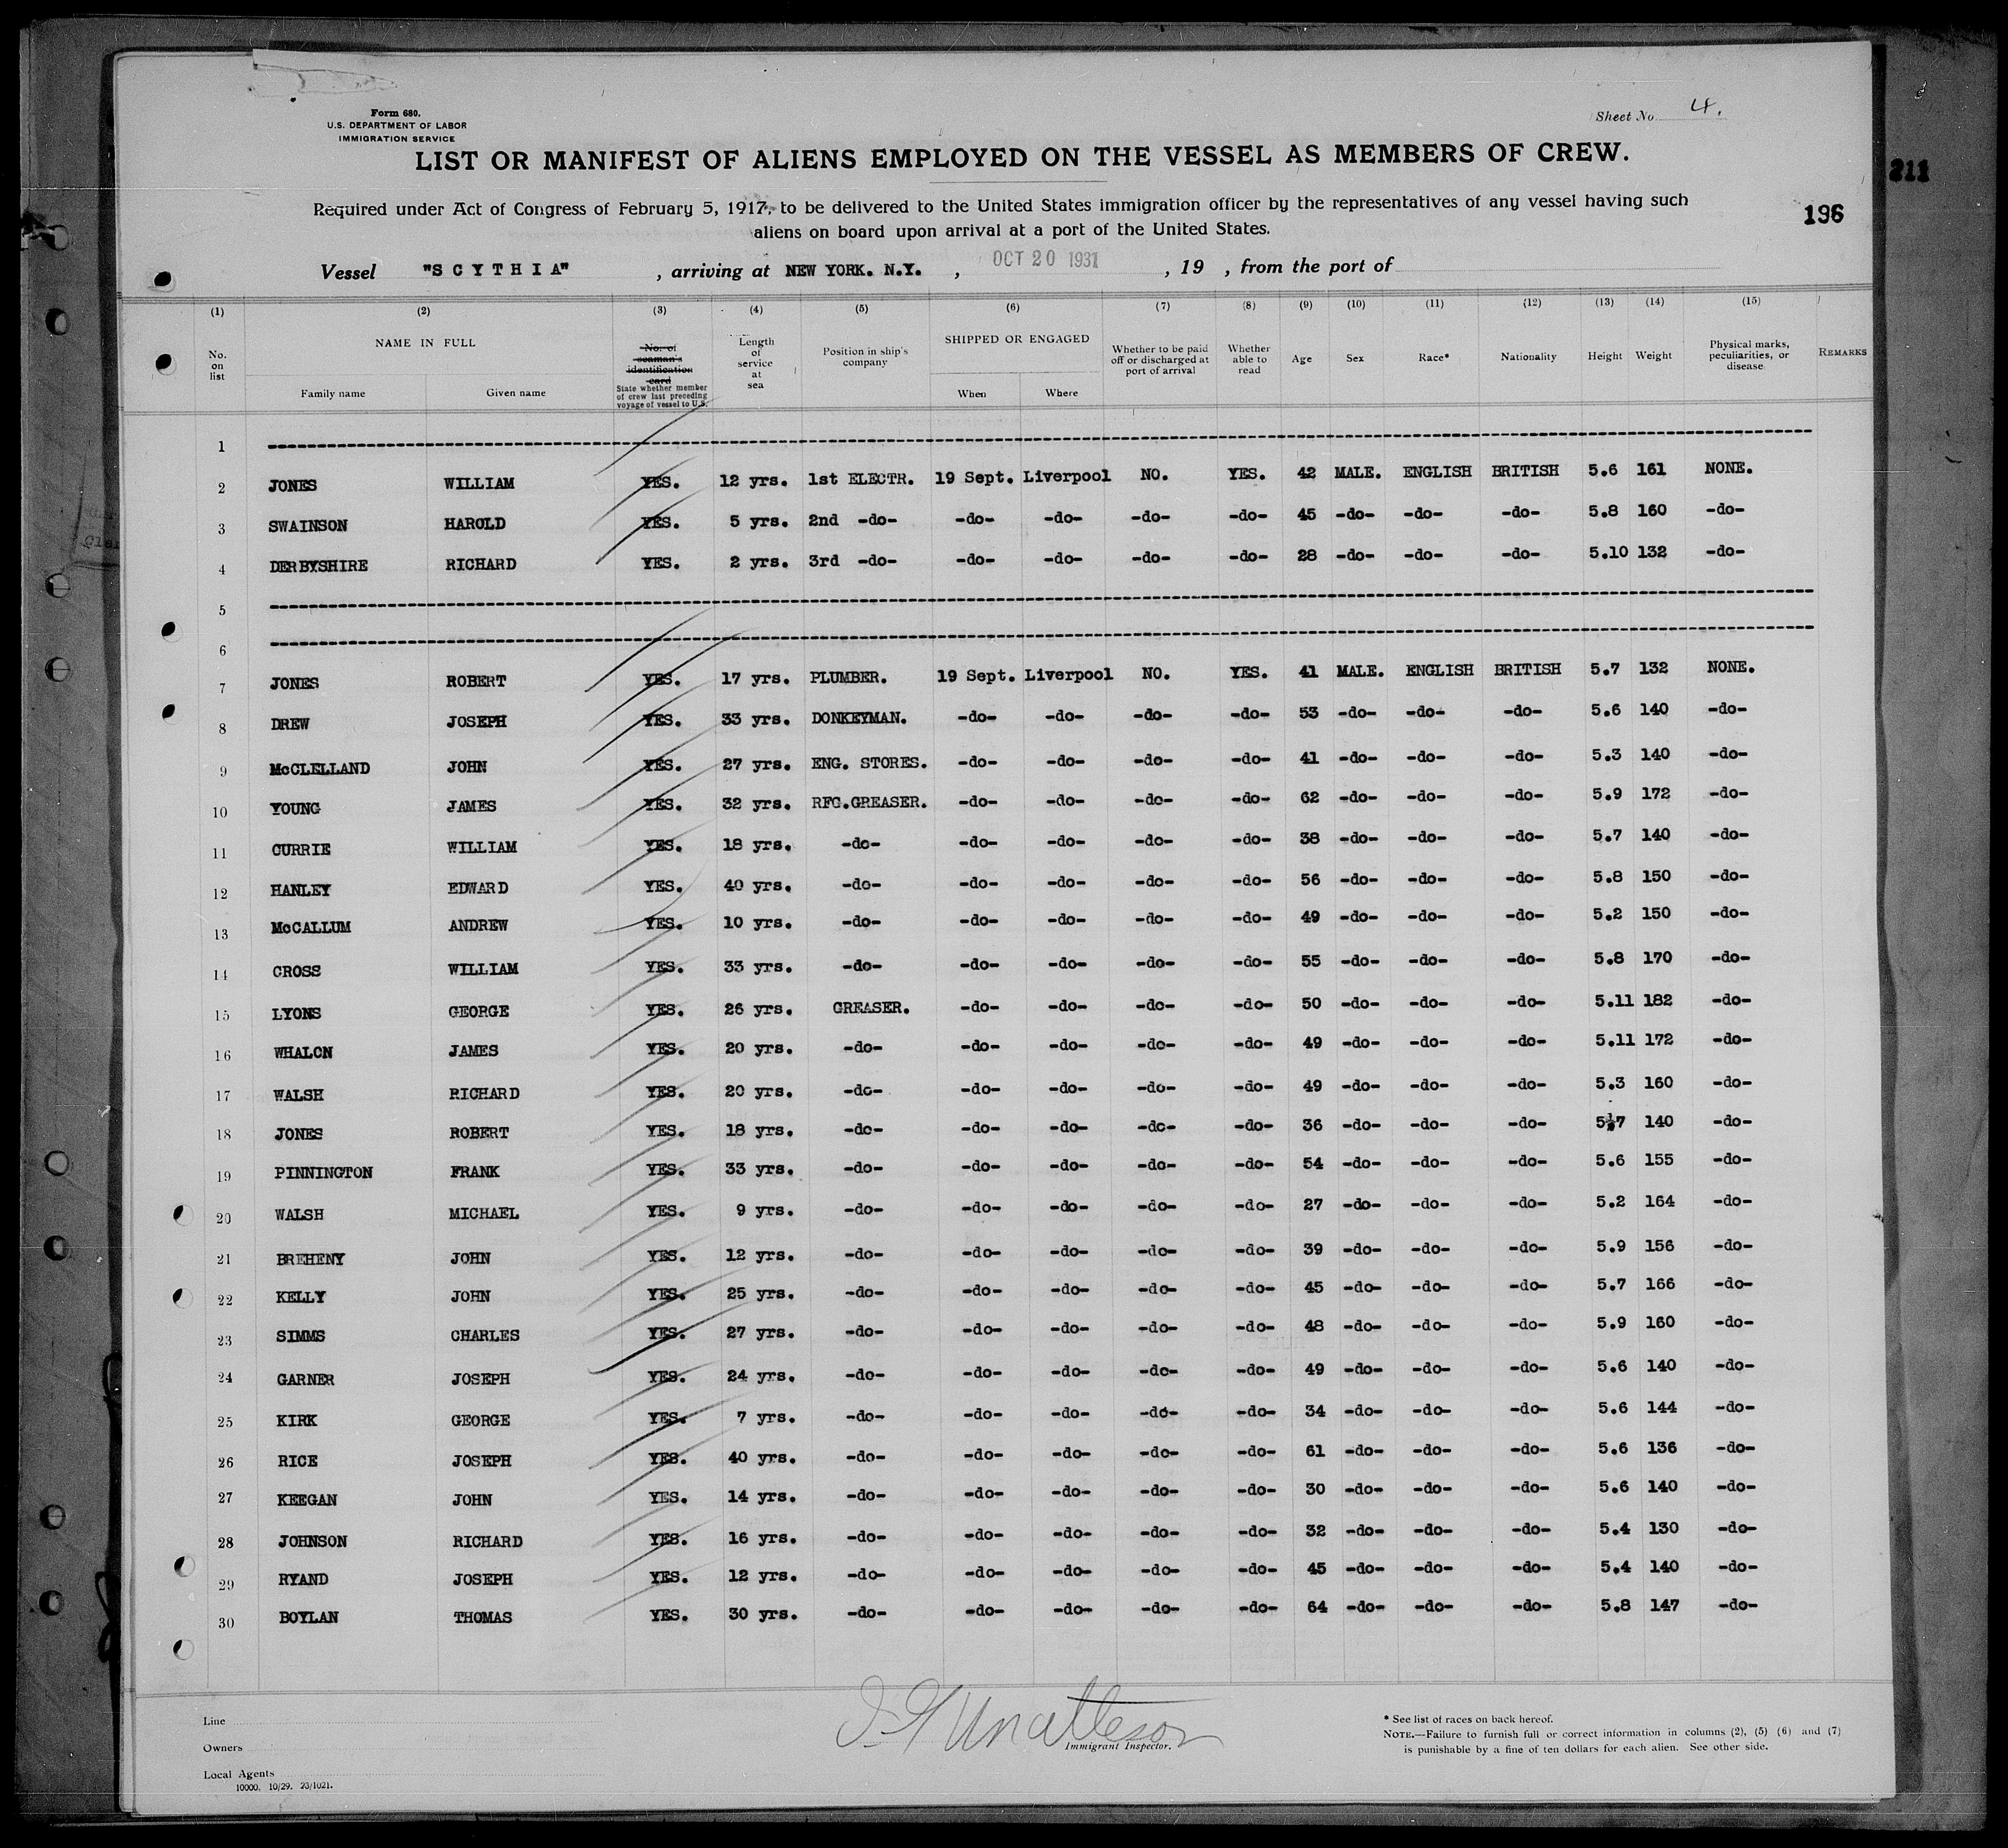 Form 680.
U.S. DEPARTMENT OF LABOR
IMMIGRATION SERVICE
Sheet No. 4.
LIST OR MANIFEST OF ALIENS EMPLOYED ON THE VESSEL AS MEMBERS OF CREW.
211
Required under Act of Congress of February 5, 1917, to be delivered to the United States immigration officer by the representatives of any vessel having such
196
aliens on board upon arrival at a port of the United States.
Vessel "SCYTHIA", arriving at NEW YORK. N.Y., OCT 20 1931, 19 , from the port of
(1) (2) (3) (4) (5) (6) (7) (8) (9) (10) (11) (12) (13) (14) (15)
No. on list
NAME IN FULL
Family name Given name
No. of seaman's identification card
State whether member of crew last preceding voyage of vessel to U.S.
Length of service at sea
Position in ship's company
SHIPPED OR ENGAGED
When Where
Whether to be paid off or discharged at port of arrival
Whether able to read
Age Sex Race* Nationality Height Weight
Physical marks, peculiarities, or disease
REMARKS
1
2 JONES WILLIAM YES. 12 yrs. 1st ELECTR. 19 Sept. Liverpool NO. YES. 42 MALE. ENGLISH BRITISH 5.6 161 NONE.
3 SWAINSON HAROLD YES. 5 yrs. 2nd -do- -do- -do- -do- -do- 45 -do- -do- -do- 5.8 160 -do-
4 DERBYSHIRE RICHARD YES. 2 yrs. 3rd -do- -do- -do- -do- -do- 28 -do- -do- -do- 5.10 132 -do-
5
6
7 JONES ROBERT YES. 17 yrs. PLUMBER. 19 Sept. Liverpool NO. YES. 41 MALE. ENGLISH BRITISH 5.7 132 NONE.
8 DREW JOSEPH YES. 33 yrs. DONKEYMAN. -do- -do- -do- -do- 53 -do- -do- -do- 5.6 140 -do-
9 McCLELLAND JOHN YES. 27 yrs. ENG. STORES. -do- -do- -do- -do- 41 -do- -do- -do- 5.3 140 -do-
10 YOUNG JAMES YES. 32 yrs. RFG.GREASER. -do- -do- -do- -do- 62 -do- -do- -do- 5.9 172 -do-
11 CURRIE WILLIAM YES. 18 yrs. -do- -do- -do- -do- -do- 38 -do- -do- -do- 5.7 140 -do-
12 HANLEY EDWARD YES. 40 yrs. -do- -do- -do- -do- -do- 56 -do- -do- -do- 5.8 150 -do-
13 McCALLUM ANDREW YES. 10 yrs. -do- -do- -do- -do- -do- 49 -do- -do- -do- 5.2 150 -do-
14 CROSS WILLIAM YES. 33 yrs. -do- -do- -do- -do- -do- 55 -do- -do- -do- 5.8 170 -do-
15 LYONS GEORGE YES. 26 yrs. GREASER. -do- -do- -do- -do- 50 -do- -do- -do- 5.11 182 -do-
16 WHALON JAMES YES. 20 yrs. -do- -do- -do- -do- -do- 49 -do- -do- -do- 5.11 172 -do-
17 WALSH RICHARD YES. 20 yrs. -do- -do- -do- -do- -do- 49 -do- -do- -do- 5.3 160 -do-
18 JONES ROBERT YES. 18 yrs. -do- -do- -do- -do- -do- 36 -do- -do- -do- 5.7 140 -do-
19 PINNINGTON FRANK YES. 33 yrs. -do- -do- -do- -do- -do- 54 -do- -do- -do- 5.6 155 -do-
20 WALSH MICHAEL YES. 9 yrs. -do- -do- -do- -do- -do- 27 -do- -do- -do- 5.2 164 -do-
21 BREHENY JOHN YES. 12 yrs. -do- -do- -do- -do- -do- 39 -do- -do- -do- 5.9 156 -do-
22 KELLY JOHN YES. 25 yrs. -do- -do- -do- -do- -do- 45 -do- -do- -do- 5.7 166 -do-
23 SIMMS CHARLES YES. 27 yrs. -do- -do- -do- -do- -do- 48 -do- -do- -do- 5.9 160 -do-
24 GARNER JOSEPH YES. 24 yrs. -do- -do- -do- -do- -do- 49 -do- -do- -do- 5.6 140 -do-
25 KIRK GEORGE YES. 7 yrs. -do- -do- -do- -do- -do- 34 -do- -do- -do- 5.6 144 -do-
26 RICE JOSEPH YES. 40 yrs. -do- -do- -do- -do- -do- 61 -do- -do- -do- 5.6 136 -do-
27 KEEGAN JOHN YES. 14 yrs. -do- -do- -do- -do- -do- 30 -do- -do- -do- 5.6 140 -do-
28 JOHNSON RICHARD YES. 16 yrs. -do- -do- -do- -do- -do- 32 -do- -do- -do- 5.4 130 -do-
29 RYAND JOSEPH YES. 12 yrs. -do- -do- -do- -do- -do- 45 -do- -do- -do- 5.4 140 -do-
30 BOYLAN THOMAS YES. 30 yrs. -do- -do- -do- -do- -do- 64 -do- -do- -do- 5.8 147 -do-
Line
Owners
Local Agents
10000. 10/29. 23/1021.
Immigrant Inspector.
* See list of races on back hereof.
NOTE.—Failure to furnish full or correct information in columns (2), (5) (6) and (7)
is punishable by a fine of ten dollars for each alien. See other side.